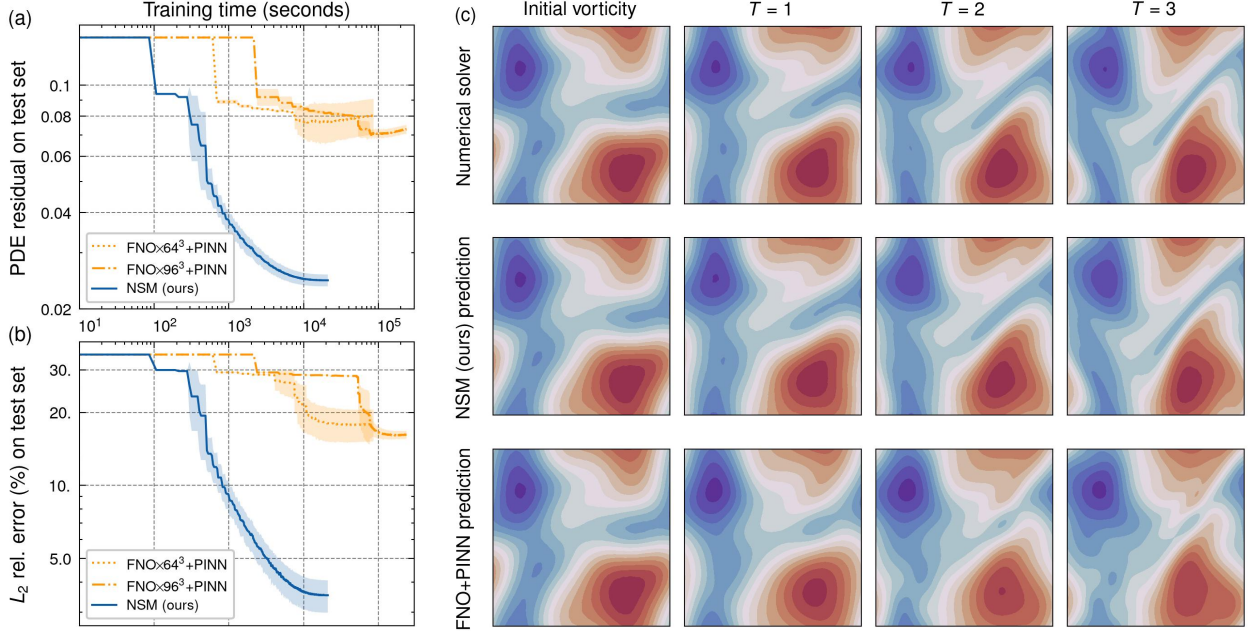 (a)
Training time (seconds)
PDE residual on test set
0.1
0.08
0.06
0.04
0.02
FNO×64³+PINN
FNO×96³+PINN
NSM (ours)
10¹
10²
10³
10⁴
10⁵
(b)
L₂ rel. error (%) on test set
30.
20.
10.
5.0
FNO×64³+PINN
FNO×96³+PINN
NSM (ours)
(c)
Initial vorticity
T = 1
T = 2
T = 3
Numerical solver
NSM (ours) prediction
FNO+PINN prediction